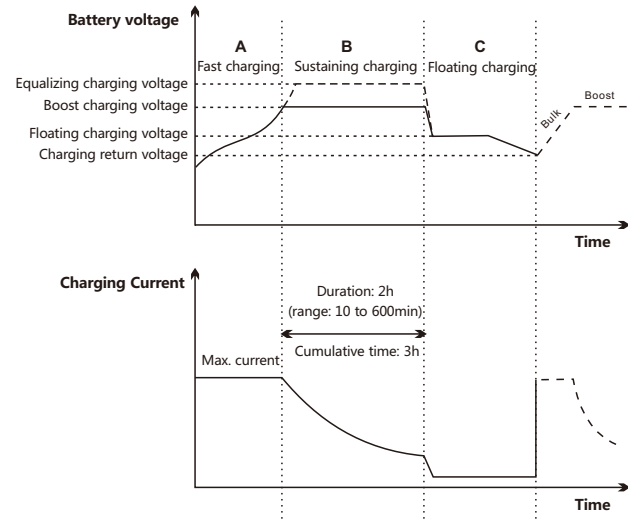 Battery voltage
A
B
C
Fast charging
Sustaining charging
Floating charging
Equalizing charging voltage
Boost charging voltage
Floating charging voltage
Charging return voltage
Bulk
Boost
Time
Charging Current
Duration: 2h
(range: 10 to 600min)
Cumulative time: 3h
Max. current
Time